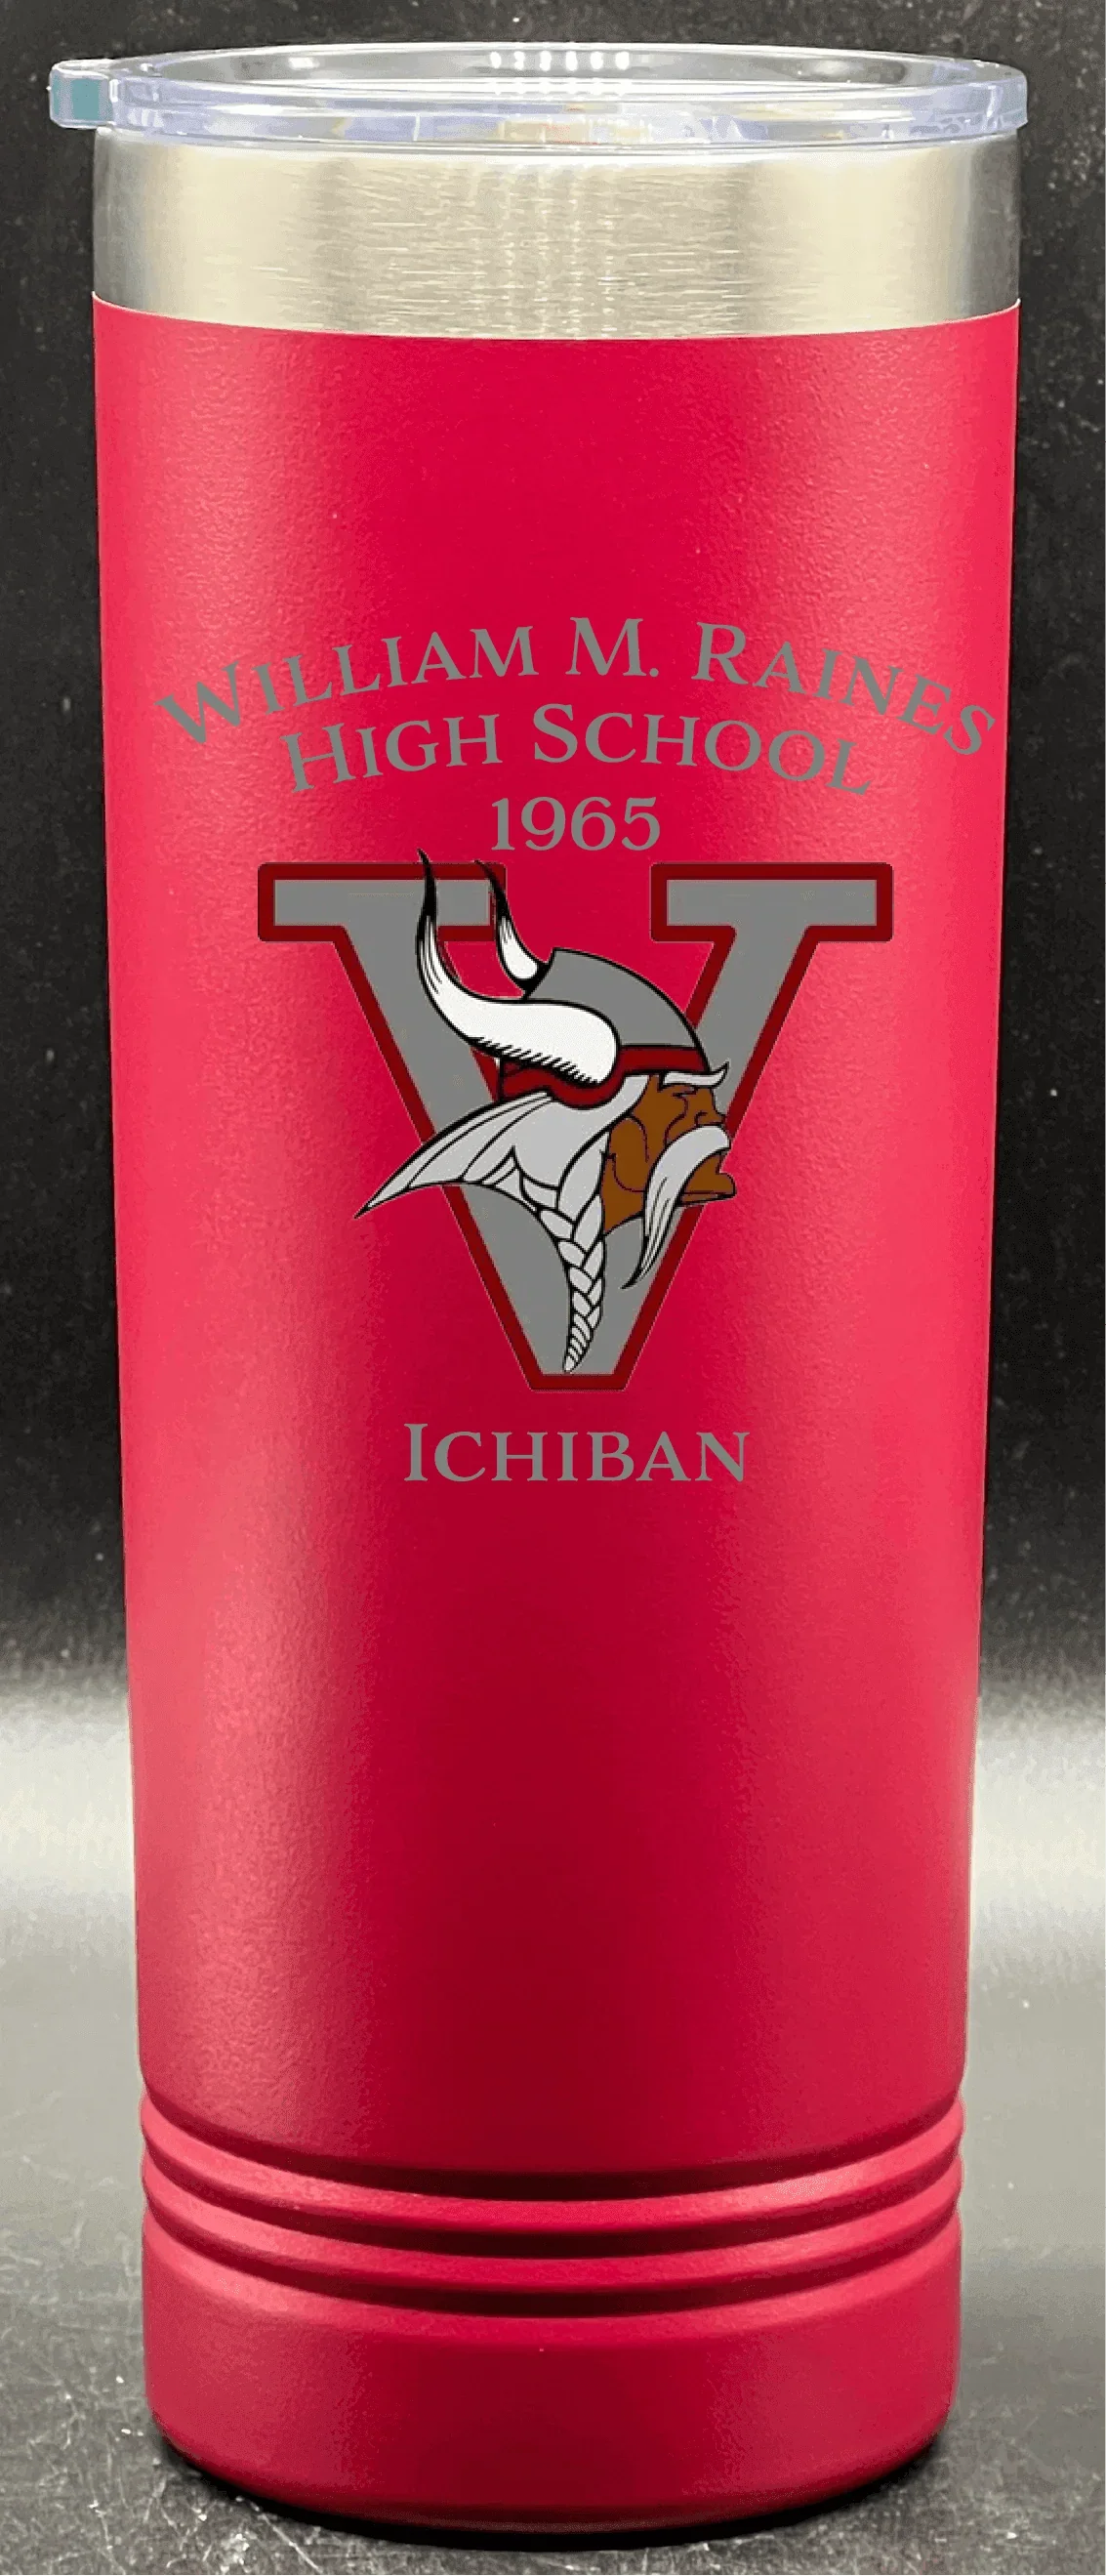 WILLIAM M. RAINES
HIGH SCHOOL
1965
V
ICHIBAN